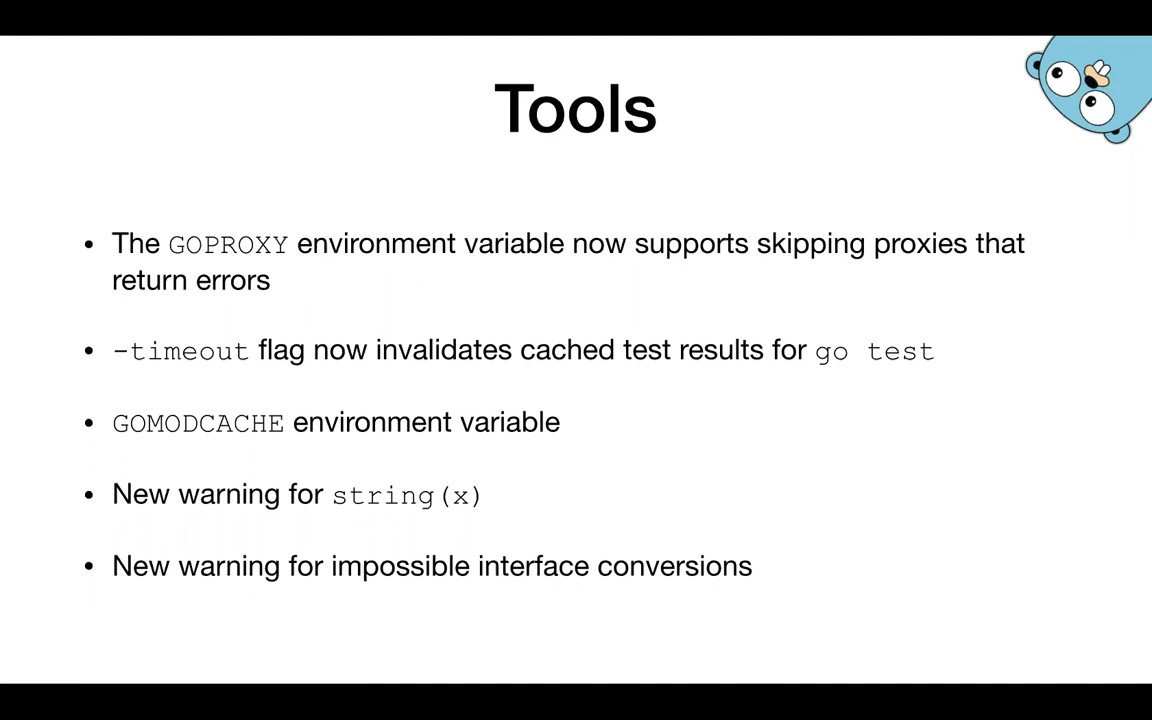 Tools
• The GOPROXY environment variable now supports skipping proxies that
return errors
• -timeout flag now invalidates cached test results for go test
• GOMODCACHE environment variable
• New warning for string(x)
• New warning for impossible interface conversions